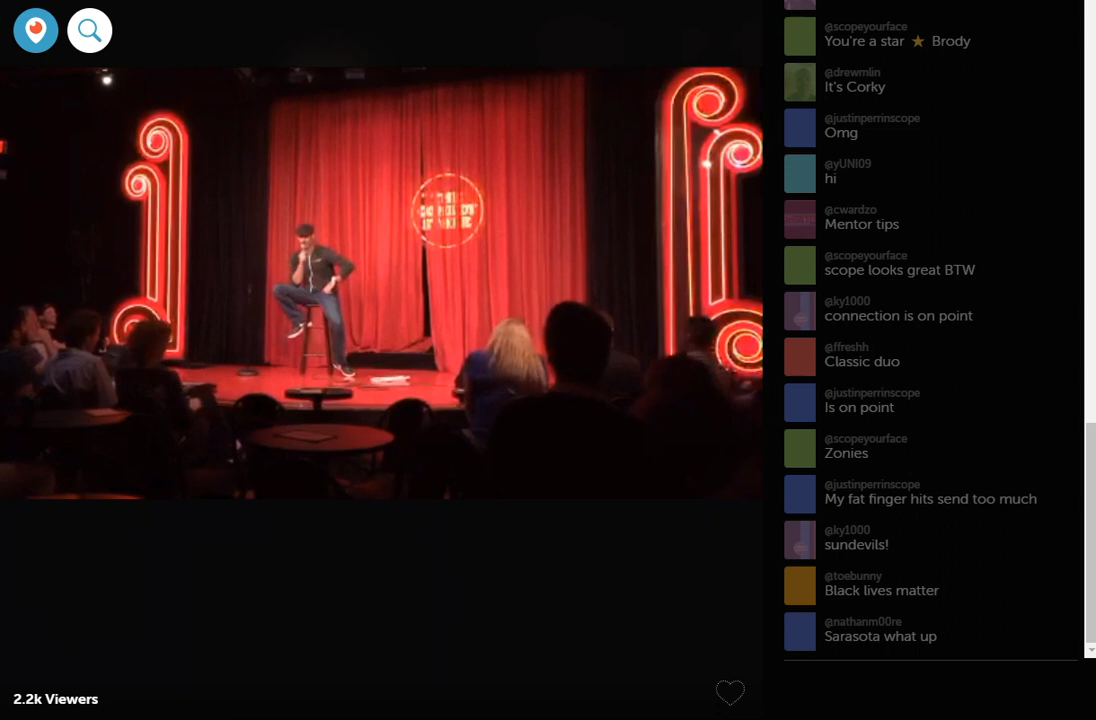 @scopeyourface
You're a star ★ Brody
@drewmlin
It's Corky
@justinperrinscope
Omg
@yUNI09
hi
@cwardzo
Mentor tips
@scopeyourface
scope looks great BTW
@ky1000
connection is on point
@ffreshh
Classic duo
@justinperrinscope
Is on point
@scopeyourface
Zonies
@justinperrinscope
My fat finger hits send too much
@ky1000
sundevils!
@toebunny
Black lives matter
@nathanm00re
Sarasota what up
2.2k Viewers